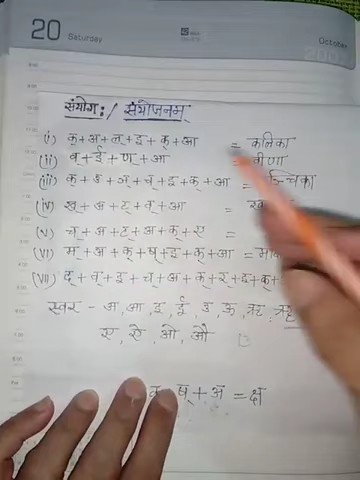 20 Saturday
October
संयोगः/ संयोजनम्
(i) क्+अ+ल्+इ+क्+आ = कलिका
(ii) व्+ई+ण्+आ = वीणा
(iii) क्+उ+ञ्+च्+इ+क्+आ =
(iv) ख्+अ+ट्+व्+आ =
(v) च्+अ+ट्+अ+क्+ए =
(vi) म्+अ+क्+ष्+इ+क्+आ =
(vii) द्+व्+इ+च्+अ+क्+र्+इ+क्+
स्वर - अ, आ, इ, ई, उ, ऊ, ऋ, ॠ
ए, ऐ, ओ, औ
ष्+अ = क्ष